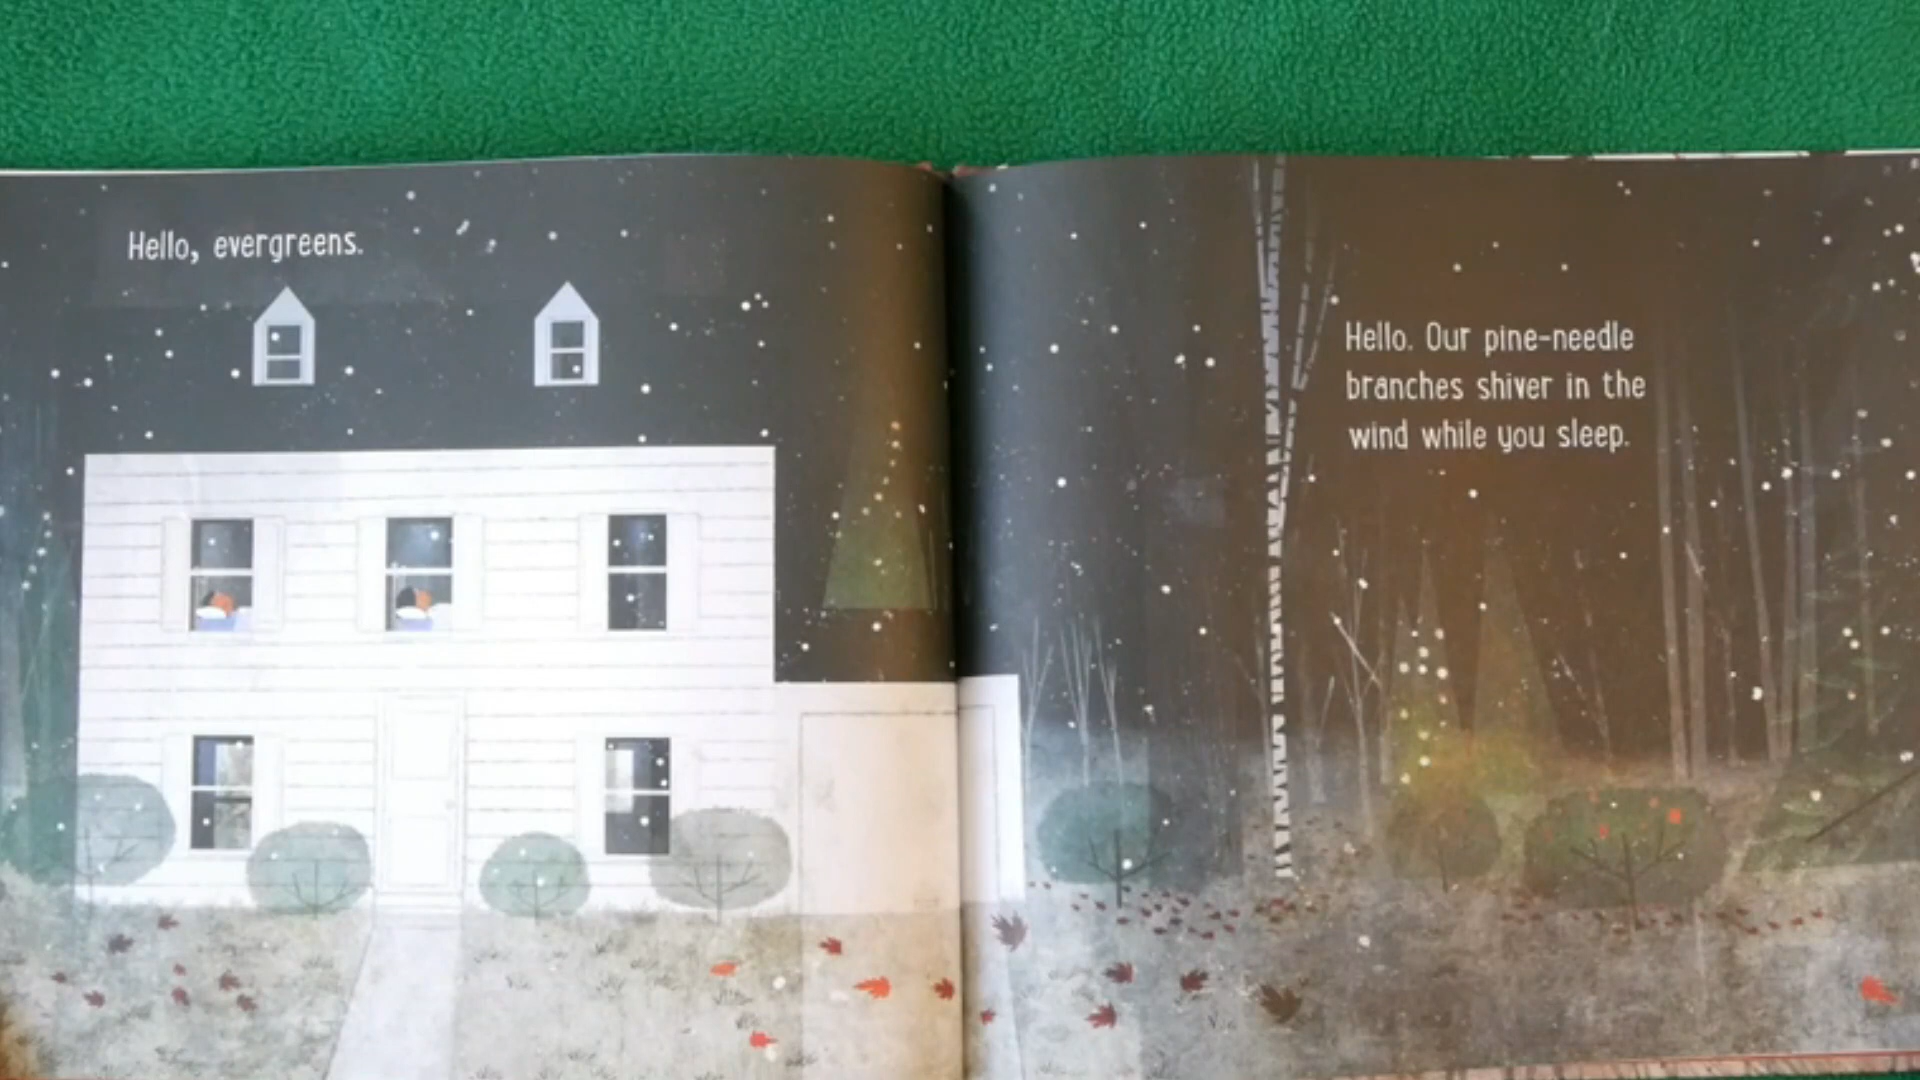 Hello, evergreens.
Hello. Our pine-needle
branches shiver in the
wind while you sleep.